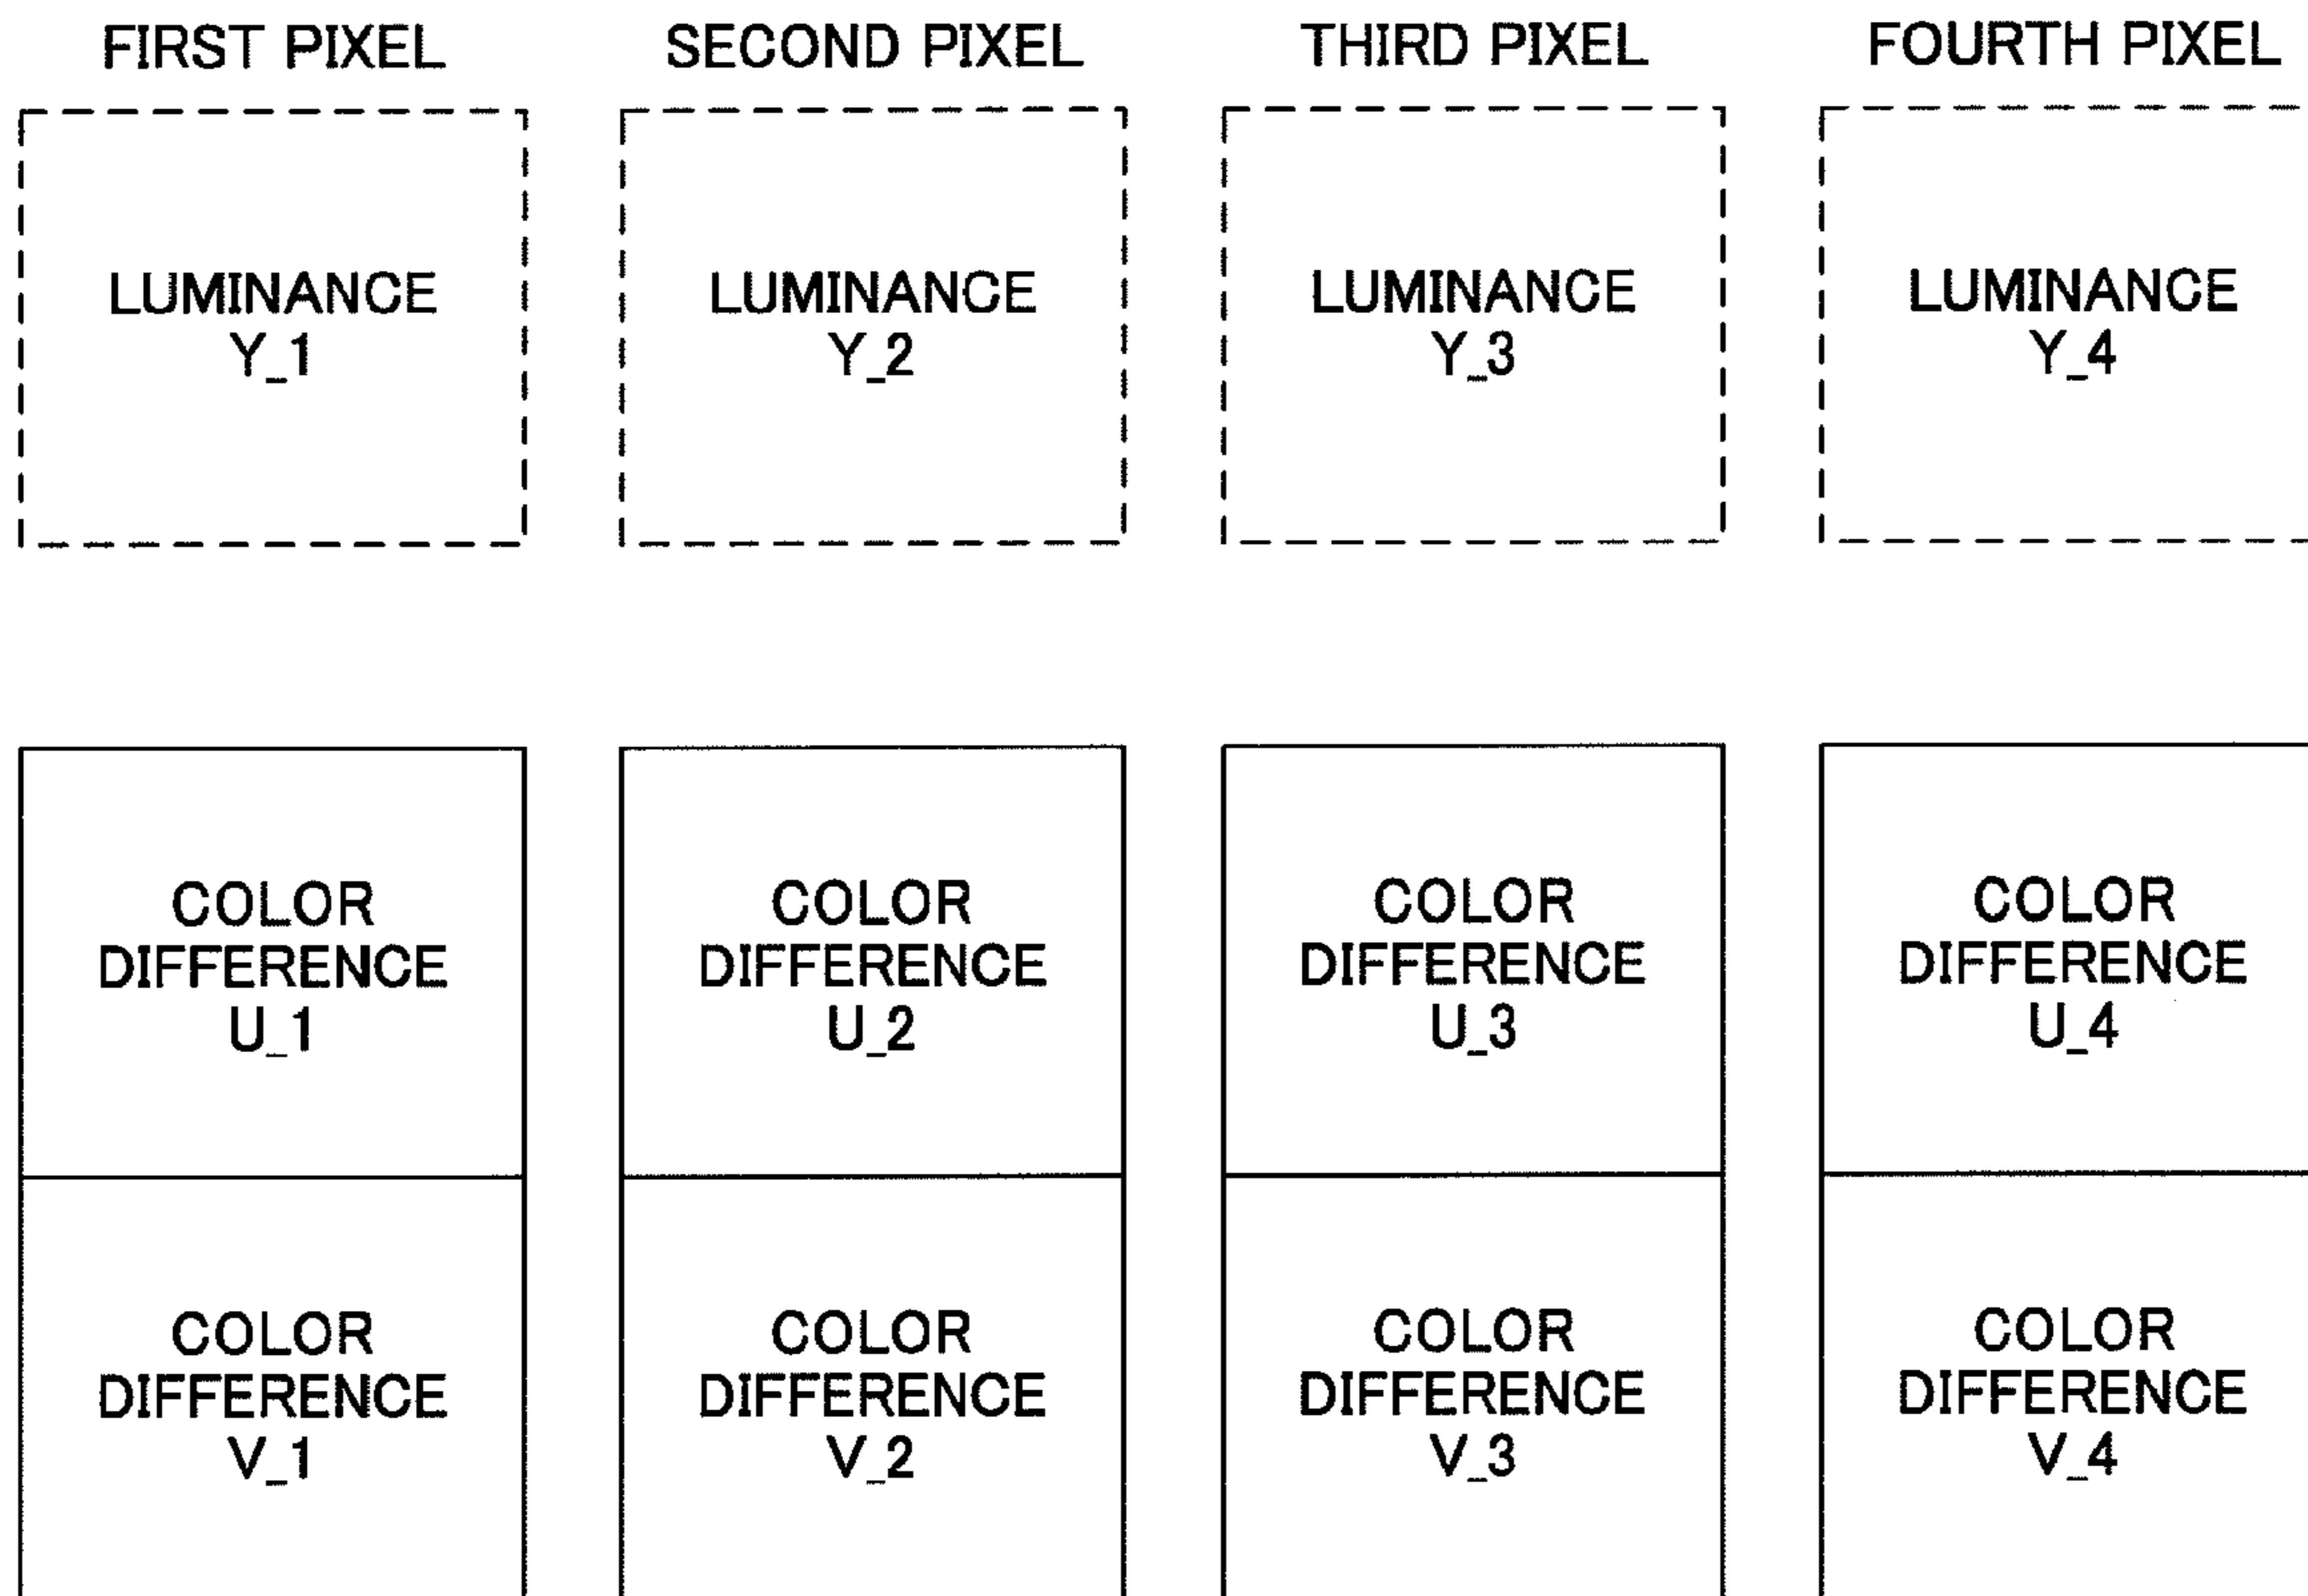 FIRST PIXEL SECOND PIXEL THIRD PIXEL FOURTH PIXEL
LUMINANCE
Y_1
LUMINANCE
Y_2
LUMINANCE
Y_3
LUMINANCE
Y_4
COLOR
DIFFERENCE
U_1
COLOR
DIFFERENCE
U_2
COLOR
DIFFERENCE
U_3
COLOR
DIFFERENCE
U_4
COLOR
DIFFERENCE
V_1
COLOR
DIFFERENCE
V_2
COLOR
DIFFERENCE
V_3
COLOR
DIFFERENCE
V_4